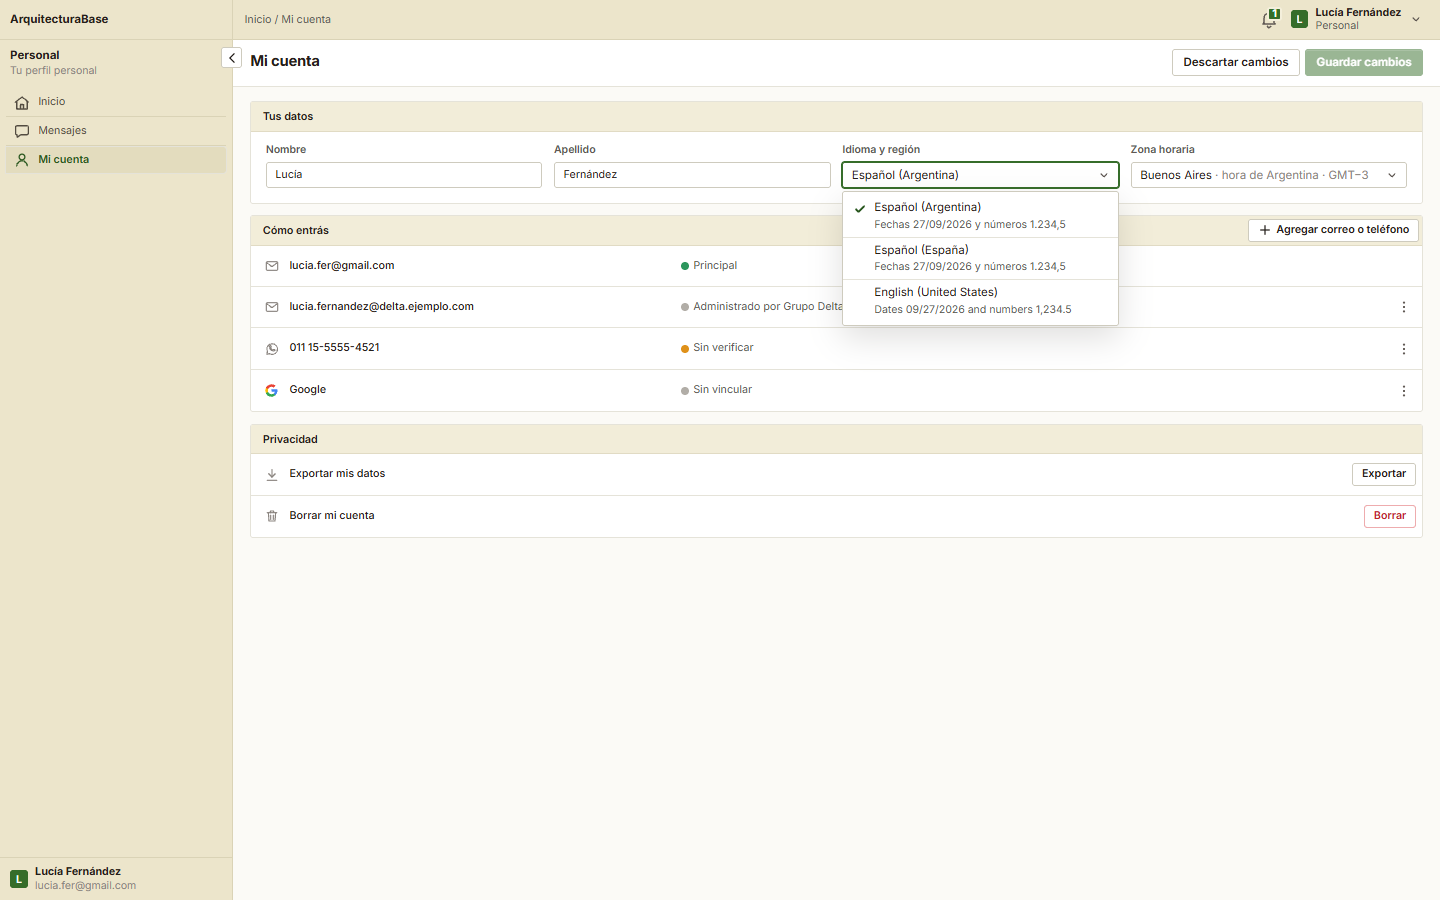 ArquitecturaBase
Inicio / Mi cuenta
1
L
Lucía Fernández
Personal
Personal
Tu perfil personal
Inicio
Mensajes
Mi cuenta
Mi cuenta
Descartar cambios
Guardar cambios
Tus datos
Nombre
Apellido
Idioma y región
Zona horaria
Lucía
Fernández
Español (Argentina)
Buenos Aires · hora de Argentina · GMT−3
Español (Argentina)
Fechas 27/09/2026 y números 1.234,5
Español (España)
Fechas 27/09/2026 y números 1.234,5
English (United States)
Dates 09/27/2026 and numbers 1,234.5
Cómo entrás
Agregar correo o teléfono
lucia.fer@gmail.com
Principal
lucia.fernandez@delta.ejemplo.com
Administrado por Grupo Delta
011 15-5555-4521
Sin verificar
Google
Sin vincular
Privacidad
Exportar mis datos
Exportar
Borrar mi cuenta
Borrar
L
Lucía Fernández
lucia.fer@gmail.com